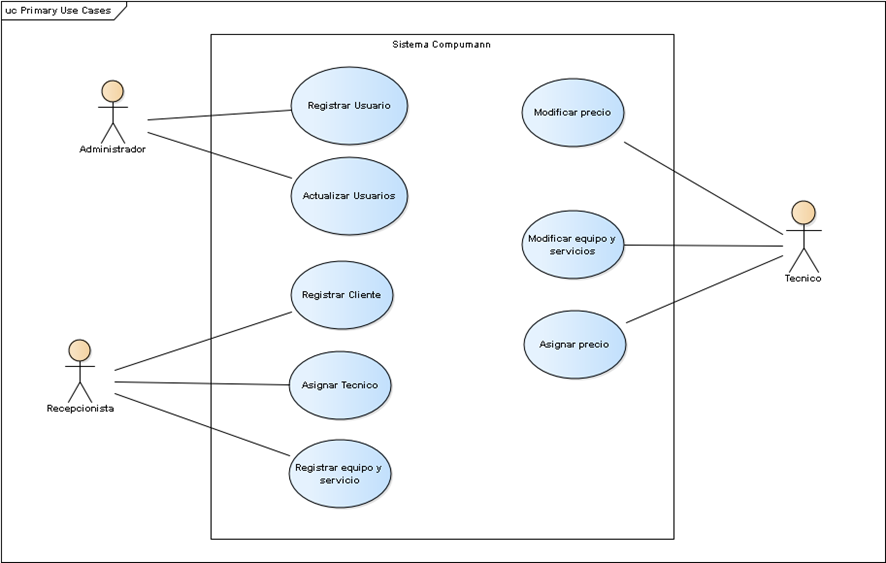 uc Primary Use Cases
Sistema Compumann
Administrador
Registrar Usuario
Actualizar Usuarios
Registrar Cliente
Recepcionista
Asignar Tecnico
Registrar equipo y
servicio
Modificar precio
Modificar equipo y
servicios
Asignar precio
Tecnico